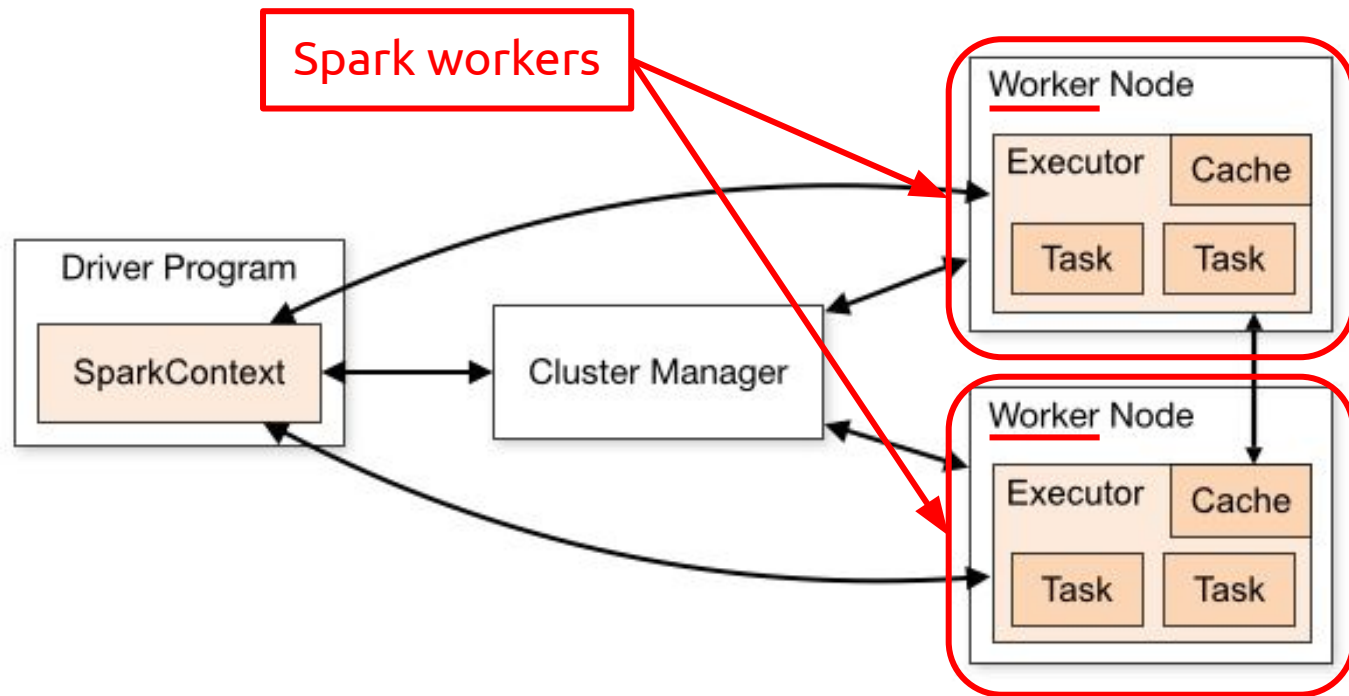 Spark workers
Worker Node
Executor
Cache
Task
Task
Driver Program
SparkContext
Cluster Manager
Worker Node
Executor
Cache
Task
Task